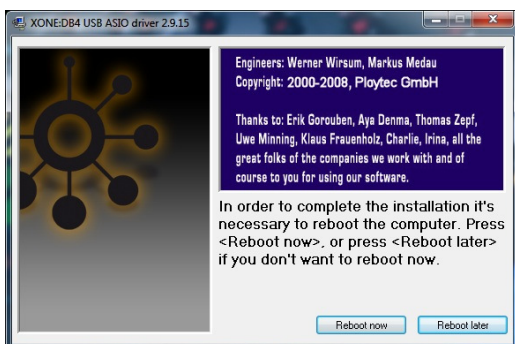 XONE:DB4 USB ASIO driver 2.9.15
Engineers: Werner Wirsum, Markus Medau
Copyright: 2000-2008, Ploytec GmbH
Thanks to: Erik Gorouben, Aya Denma, Thomas Zepf,
Uwe Minning, Klaus Frauenholz, Charlie, Irina, all the
great folks of the companies we work with and of
course to you for using our software.
In order to complete the installation it's
necessary to reboot the computer. Press
<Reboot now>, or press <Reboot later>
if you don't want to reboot now.
Reboot now
Reboot later